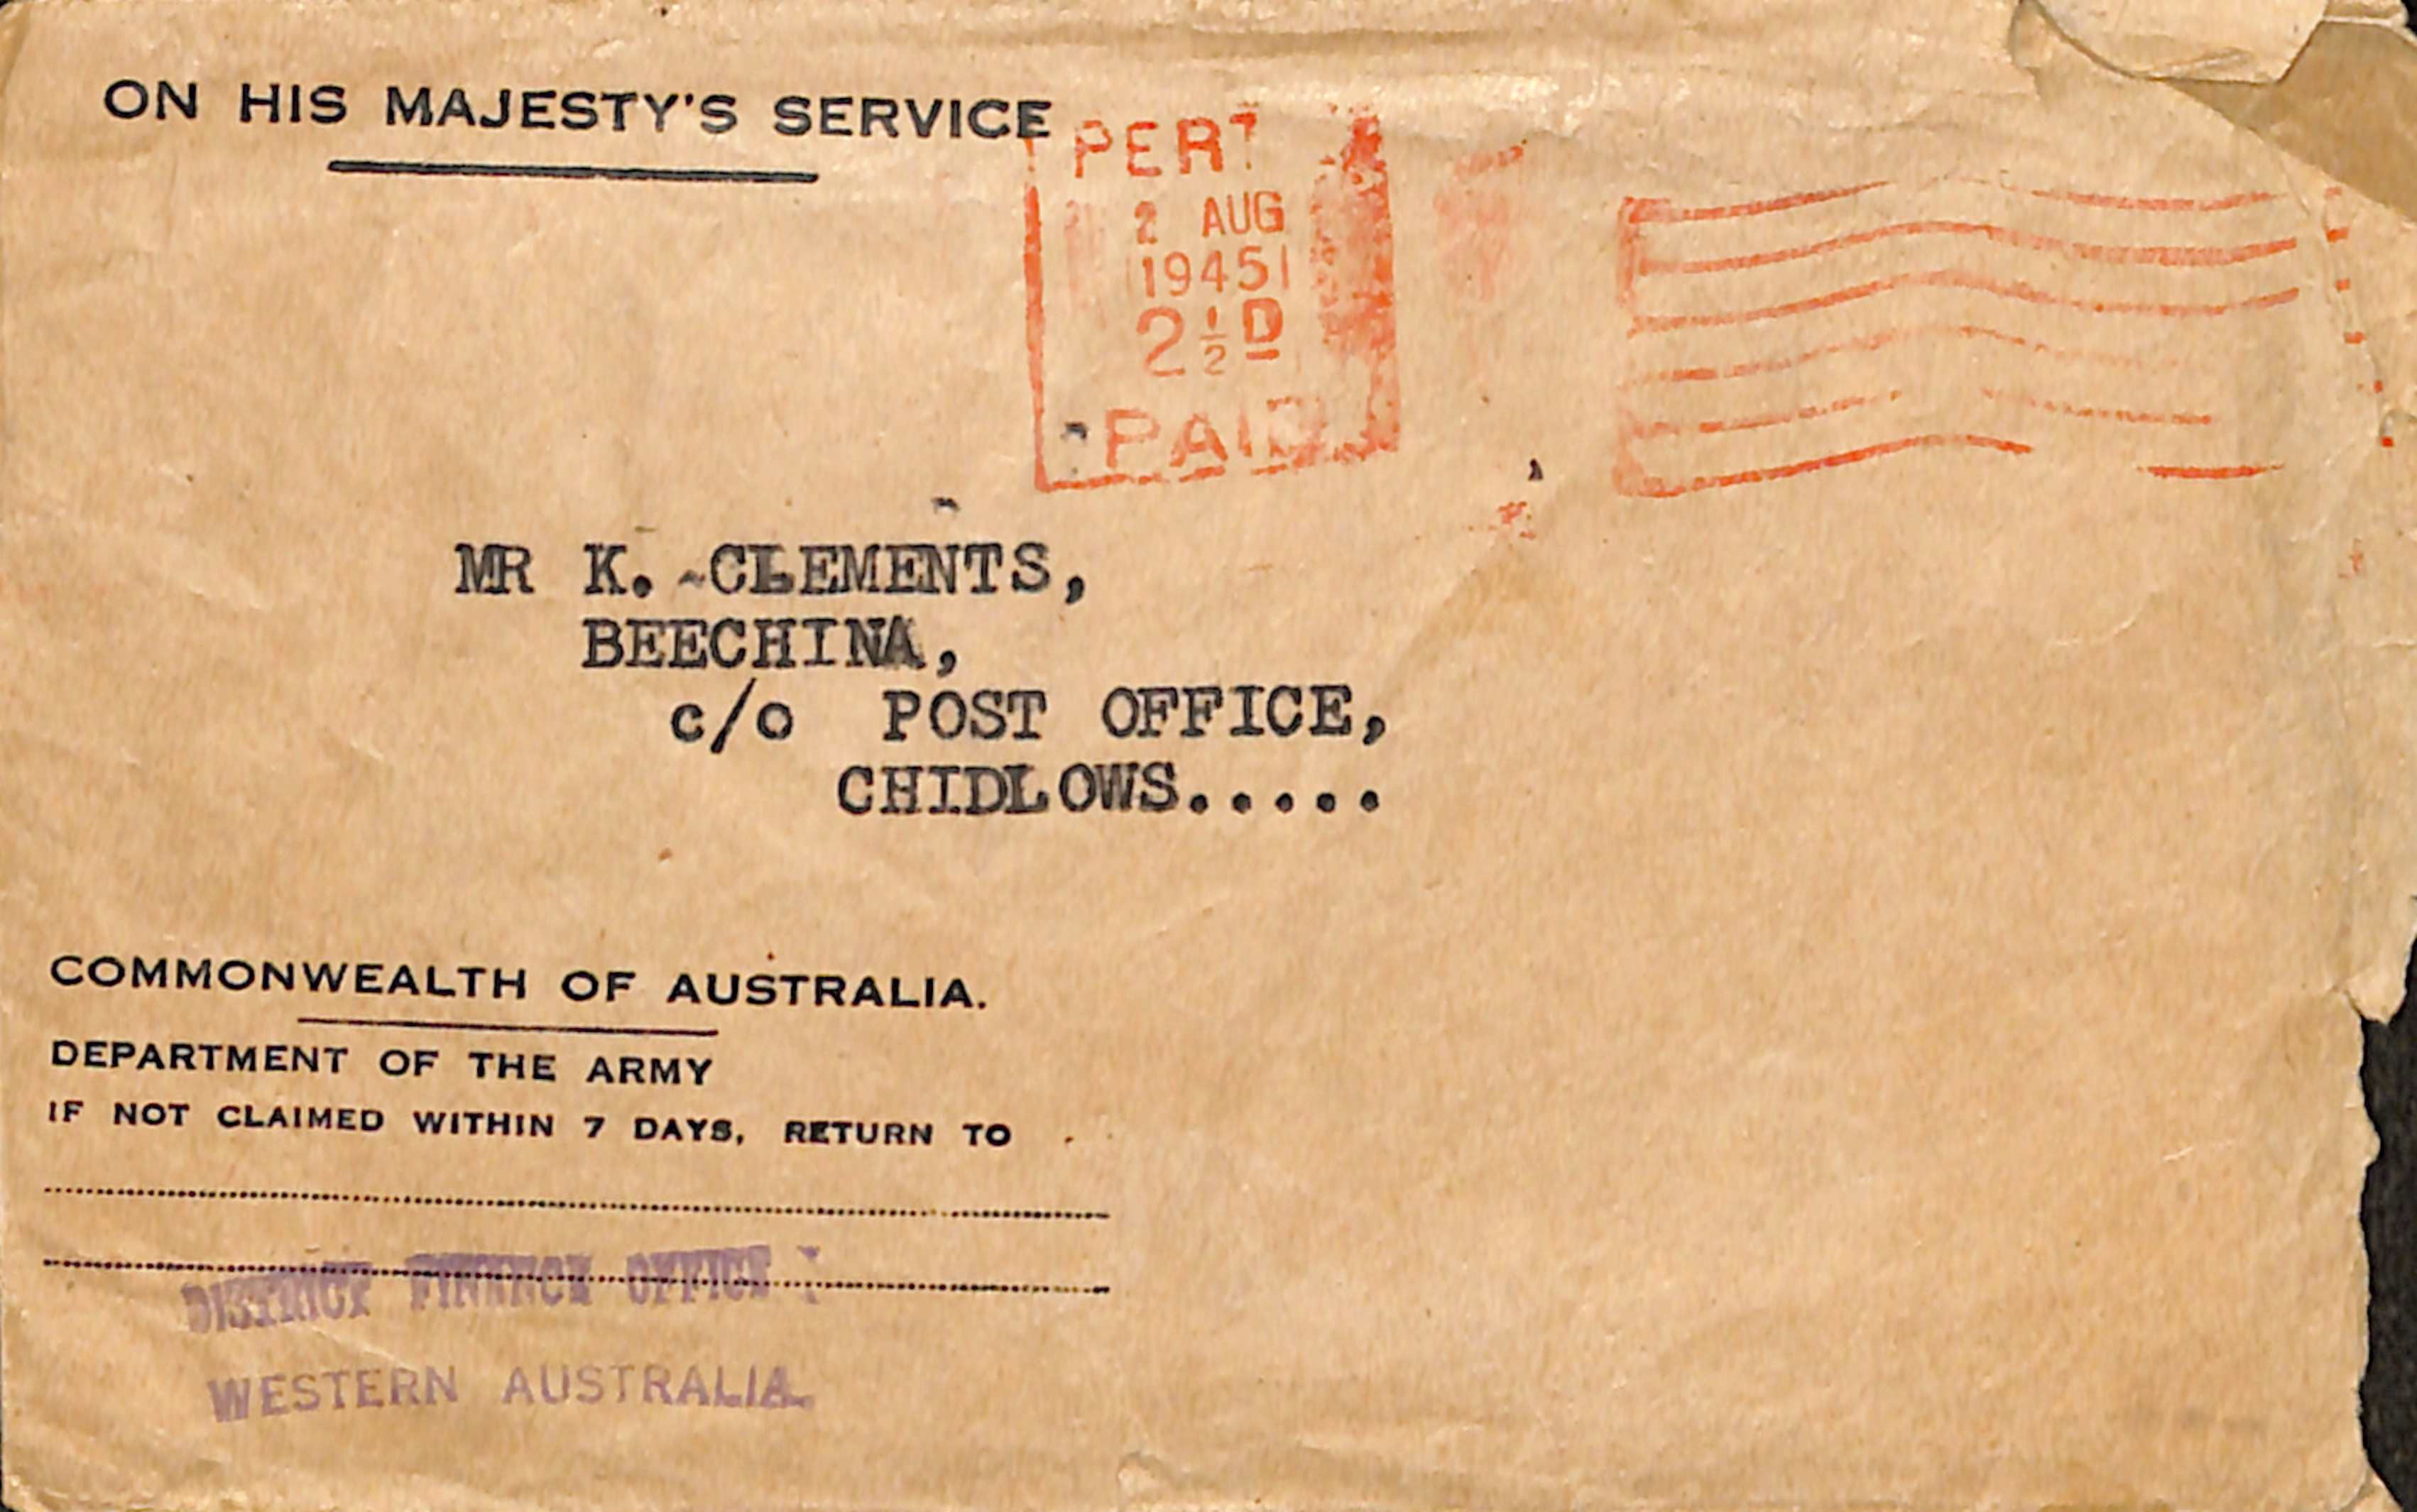 ON HIS MAJESTY'S SERVICE
PERT
2 AUG
1945
2½D
PAID
MR K. CLEMENTS,
BEECHINA,
c/o POST OFFICE,
CHIDLOWS.....
COMMONWEALTH OF AUSTRALIA.
DEPARTMENT OF THE ARMY
IF NOT CLAIMED WITHIN 7 DAYS, RETURN TO
DISTRICT FINANCE OFFICE
WESTERN AUSTRALIA